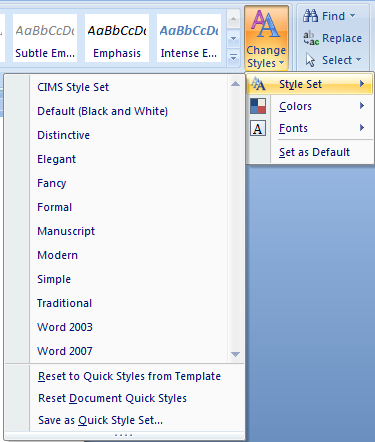 AaBbCcDc AaBbCcDc AaBbCcDc
Subtle Em... Emphasis Intense E...
Change
Styles
Find
Replace
Select
Style Set
Colors
Fonts
Set as Default
CIMS Style Set
Default (Black and White)
Distinctive
Elegant
Fancy
Formal
Manuscript
Modern
Simple
Traditional
Word 2003
Word 2007
Reset to Quick Styles from Template
Reset Document Quick Styles
Save as Quick Style Set...